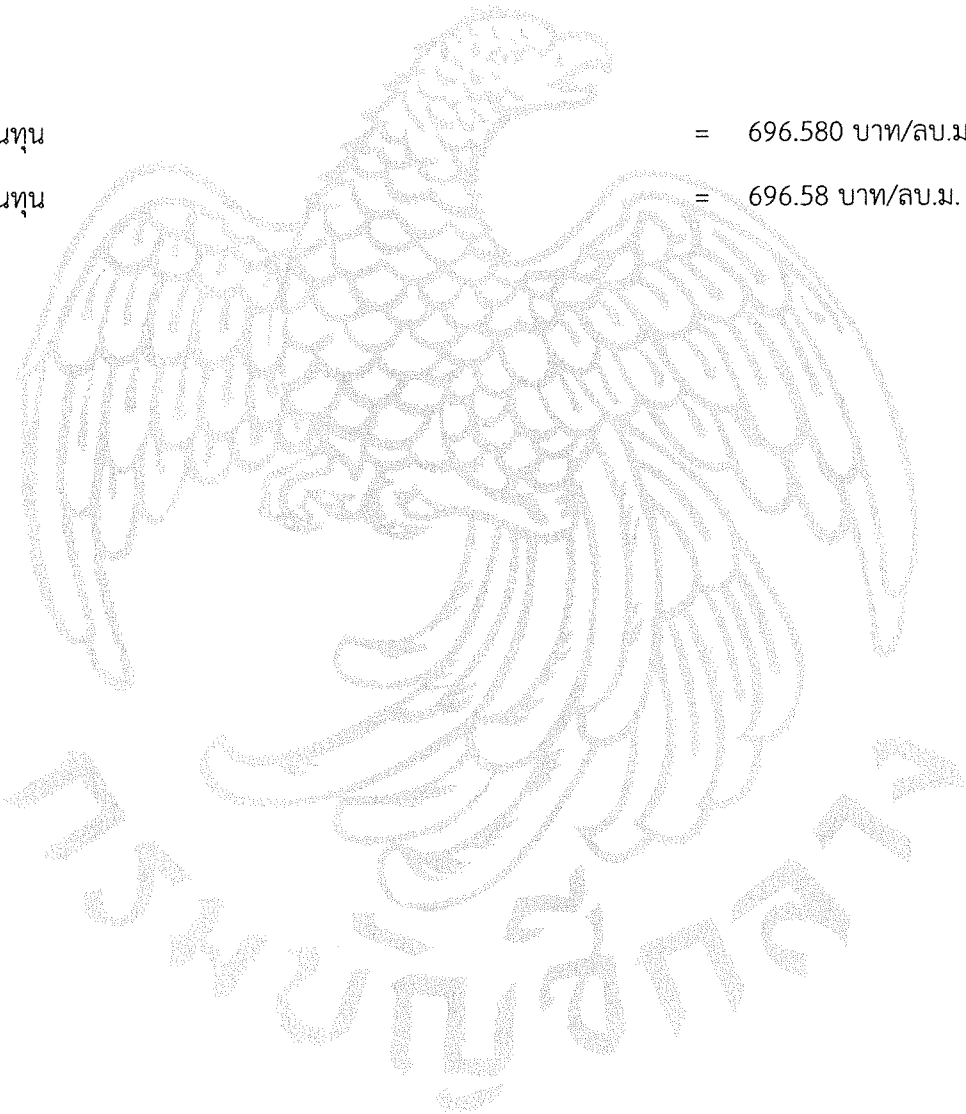 นทุน = 696.580 บาท/ลบ.ม
นทุน = 696.58 บาท/ลบ.ม.
กรมบัญชีกลาง